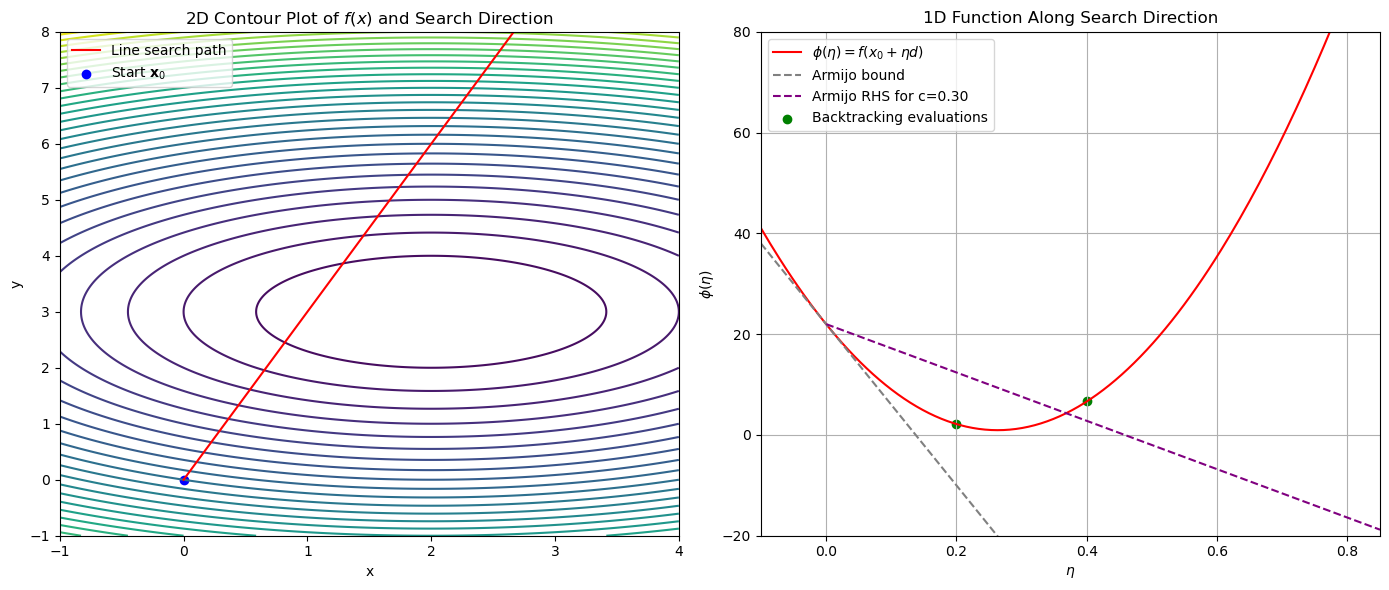 2D Contour Plot of f(x) and Search Direction
Line search path
Start x₀
8
7
6
5
4
3
2
1
0
−1
y
−1
0
1
2
3
4
x
1D Function Along Search Direction
ϕ(η) = f(x₀ + ηd)
Armijo bound
Armijo RHS for c=0.30
Backtracking evaluations
80
60
40
20
0
−20
ϕ(η)
0.0
0.2
0.4
0.6
0.8
η